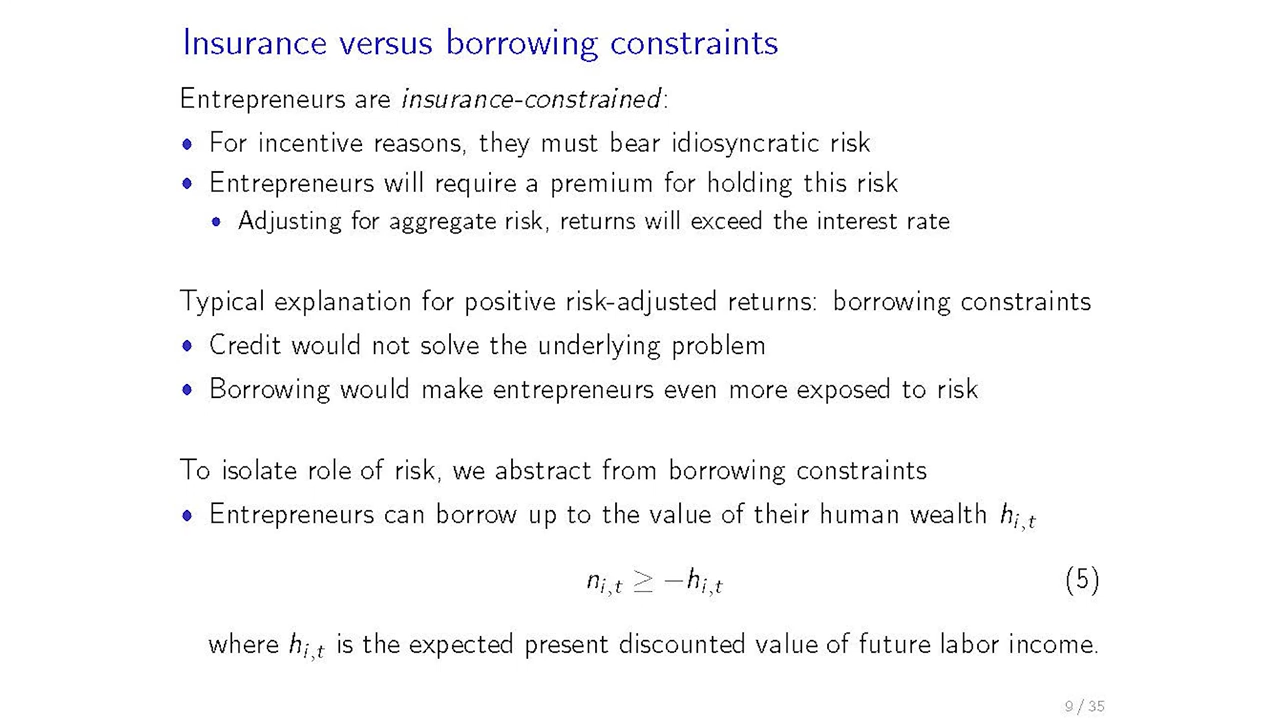 Insurance versus borrowing constraints
Entrepreneurs are insurance-constrained:
• For incentive reasons, they must bear idiosyncratic risk
• Entrepreneurs will require a premium for holding this risk
• Adjusting for aggregate risk, returns will exceed the interest rate
Typical explanation for positive risk-adjusted returns: borrowing constraints
• Credit would not solve the underlying problem
• Borrowing would make entrepreneurs even more exposed to risk
To isolate role of risk, we abstract from borrowing constraints
• Entrepreneurs can borrow up to the value of their human wealth h_{i,t}
n_{i,t} ≥ −h_{i,t} (5)
where h_{i,t} is the expected present discounted value of future labor income.
9 / 35